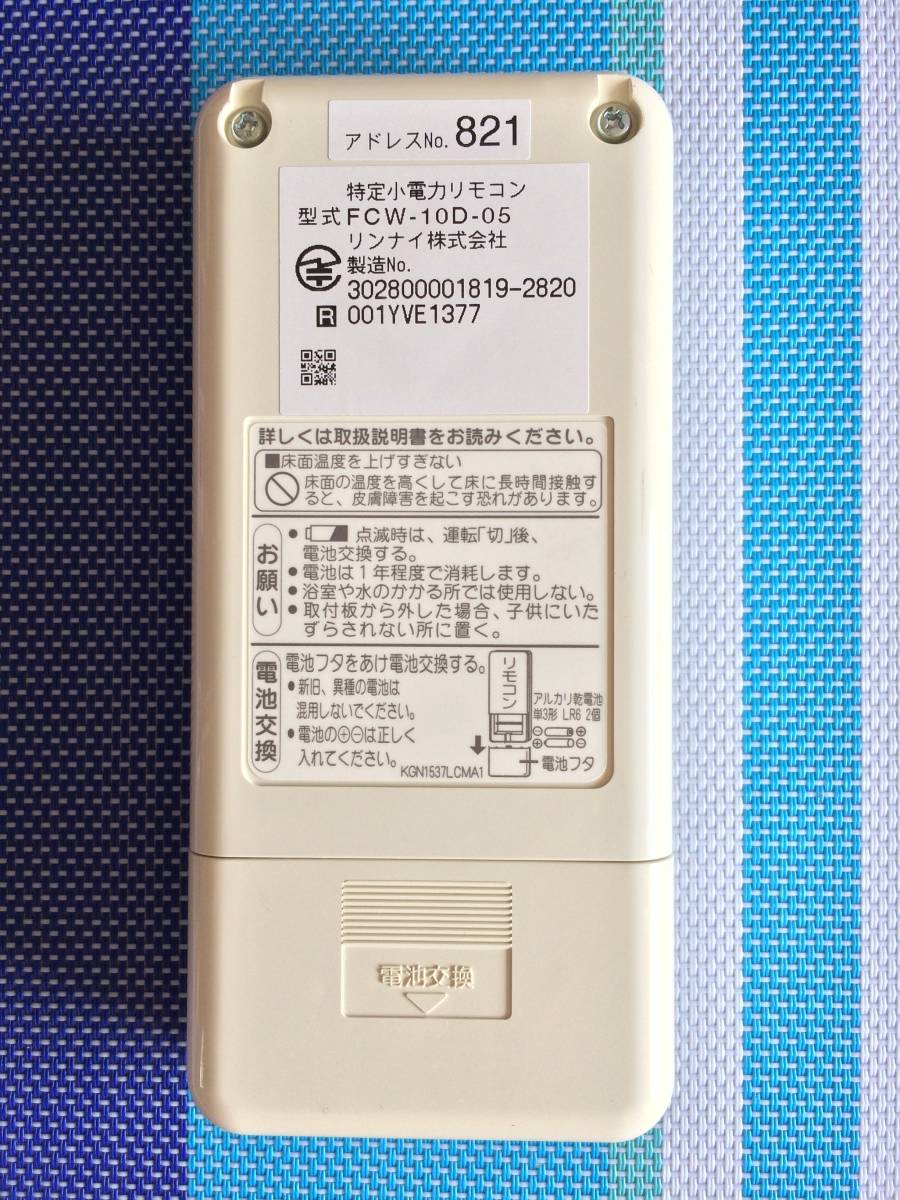 アドレスNo. 821
特定小電力リモコン
型式 FCW-10D-05
リンナイ株式会社
製造No.
302800001819-2820
R 001YVE1377
詳しくは取扱説明書をお読みください。
■床面温度を上げすぎない
床面の温度を高くして床に長時間接触す
ると、皮膚障害を起こす恐れがあります。
お願い
● 点滅時は、運転「切」後、
電池交換する。
● 電池は1年程度で消耗します。
● 浴室や水のかかる所では使用しない。
● 取付板から外した場合、子供にいた
ずらされない所に置く。
電池交換
電池フタをあけ電池交換する。
● 新旧、異種の電池は
混用しないでください。
● 電池の⊕⊖は正しく
入れてください。
KGN1537LCMA1
リモコン
アルカリ乾電池
単3形 LR6 2個
⊖ ⊕
⊕ ⊖
電池フタ
電池交換